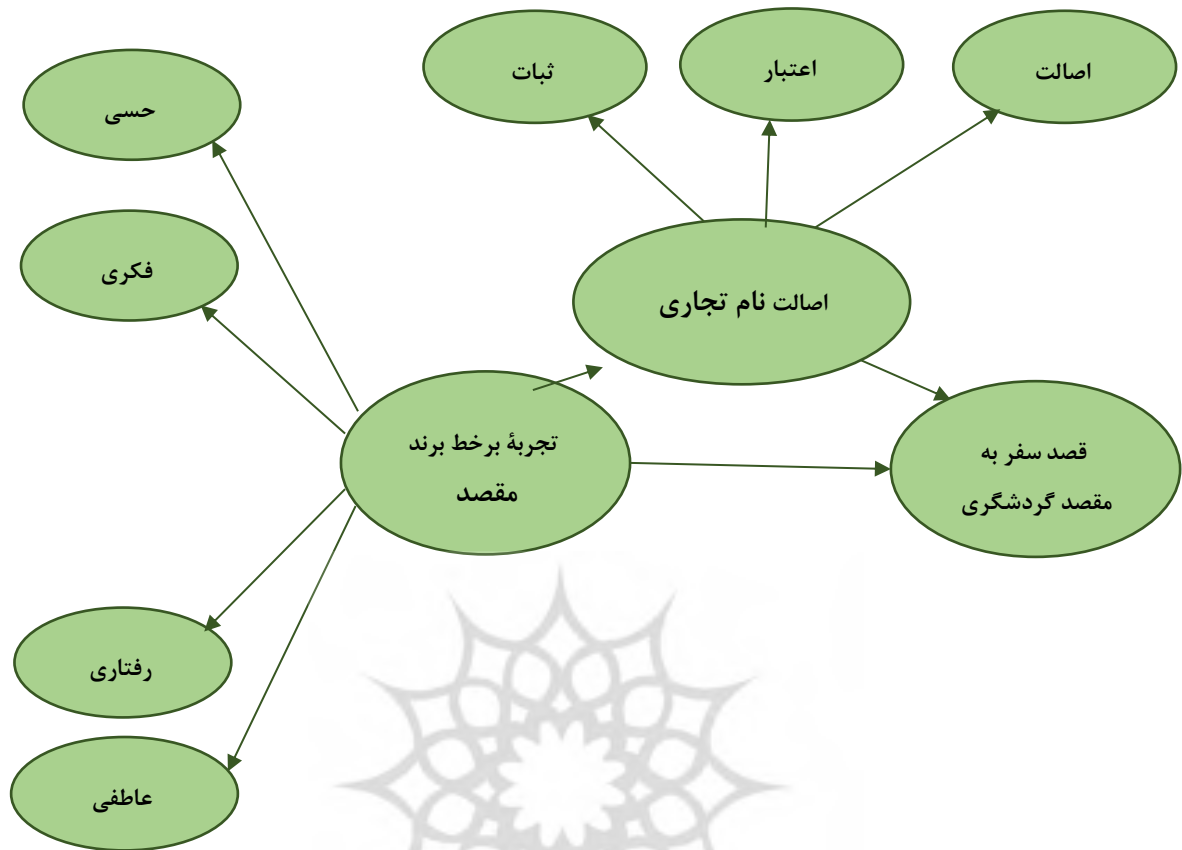 اصالت
اعتبار
ثبات
حسی
فکری
اصالت نام تجاری
تجربهٔ برخط برند
مقصد
قصد سفر به
مقصد گردشگری
رفتاری
عاطفی